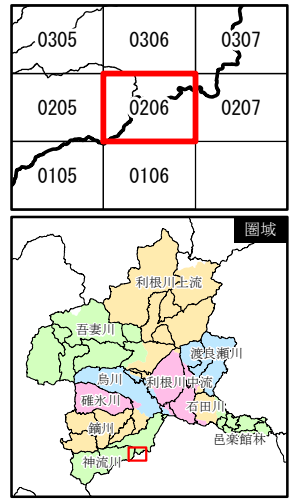 0305 0306 0307
0205 0206 0207
0105 0106
圏域
利根川上流
吾妻川
渡良瀬川
烏川 利根川中流
碓氷川
石田川
鏑川
邑楽館林
神流川